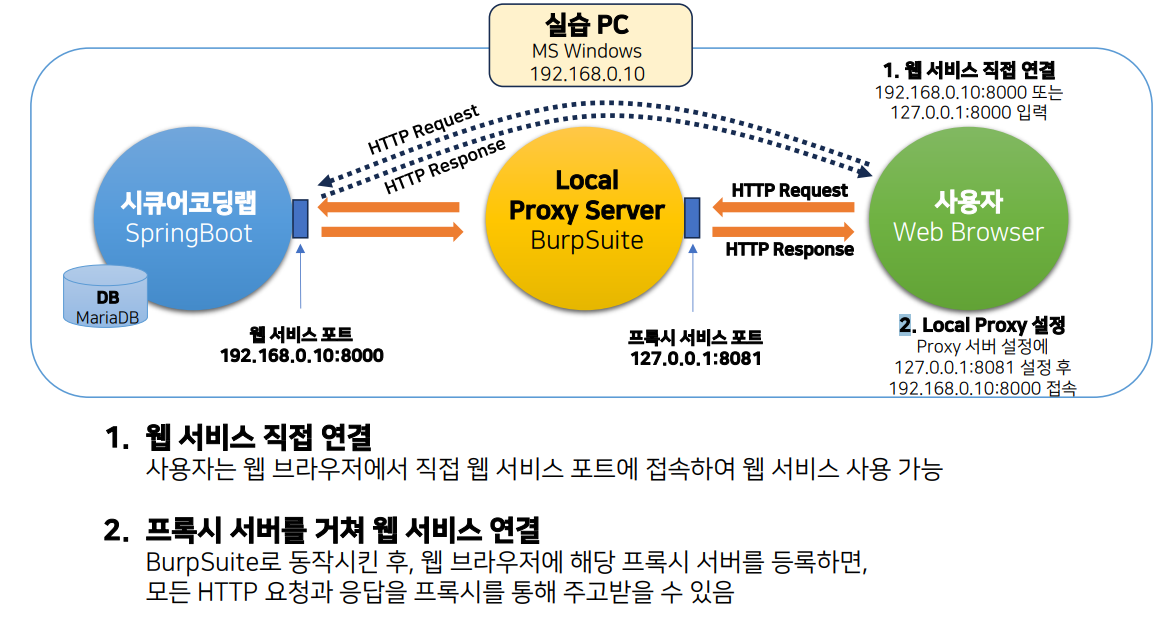 실습 PC
MS Windows
192.168.0.10
1. 웹 서비스 직접 연결
192.168.0.10:8000 또는
127.0.0.1:8000 입력
HTTP Request
HTTP Response
시큐어코딩랩
SpringBoot
DB
MariaDB
Local
Proxy Server
BurpSuite
HTTP Request
HTTP Response
사용자
Web Browser
웹 서비스 포트
192.168.0.10:8000
프록시 서비스 포트
127.0.0.1:8081
2. Local Proxy 설정
Proxy 서버 설정에
127.0.0.1:8081 설정 후
192.168.0.10:8000 접속
1. 웹 서비스 직접 연결
사용자는 웹 브라우저에서 직접 웹 서비스 포트에 접속하여 웹 서비스 사용 가능
2. 프록시 서버를 거쳐 웹 서비스 연결
BurpSuite로 동작시킨 후, 웹 브라우저에 해당 프록시 서버를 등록하면,
모든 HTTP 요청과 응답을 프록시를 통해 주고받을 수 있음